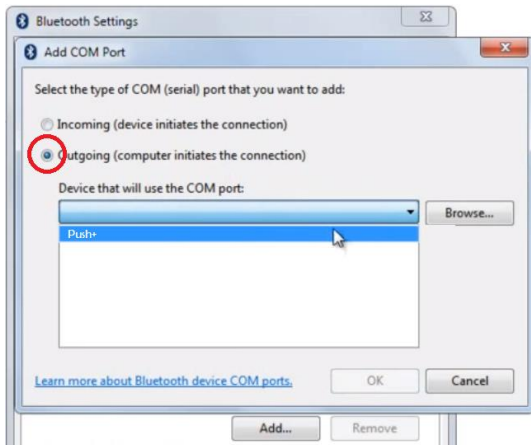 Bluetooth Settings
Add COM Port
Select the type of COM (serial) port that you want to add:
Incoming (device initiates the connection)
Outgoing (computer initiates the connection)
Device that will use the COM port:
Browse...
Push+
Learn more about Bluetooth device COM ports.
OK
Cancel
Add...
Remove